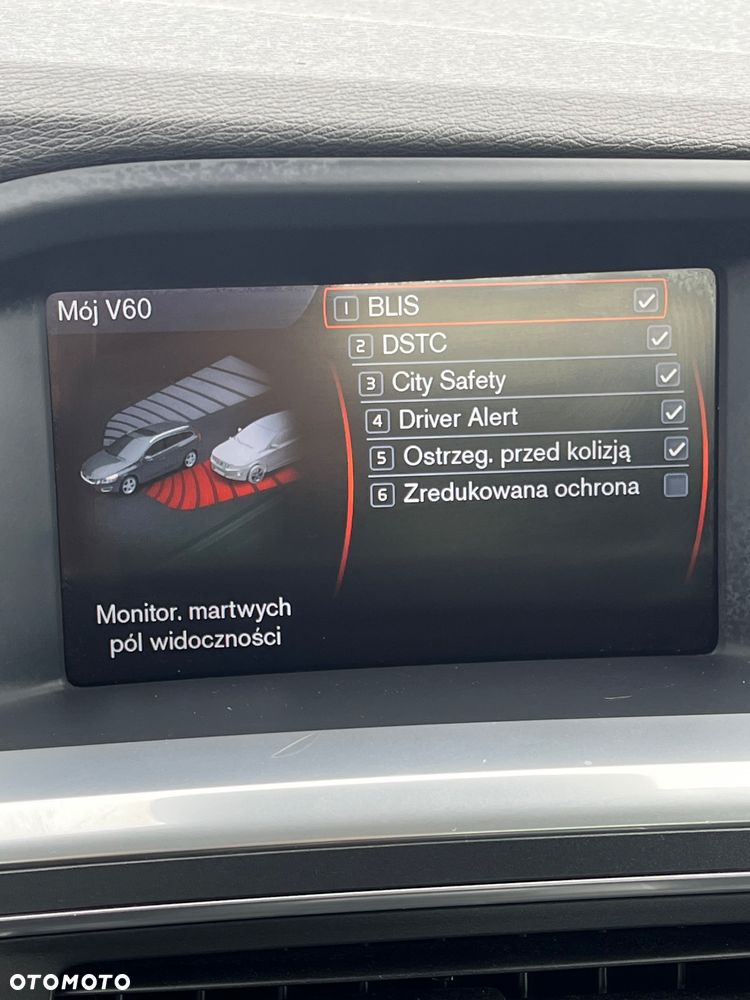 Mój V60
1 BLIS
2 DSTC
3 City Safety
4 Driver Alert
5 Ostrzeg. przed kolizją
6 Zredukowana ochrona
Monitor. martwych
pól widoczności
OTOMOTO